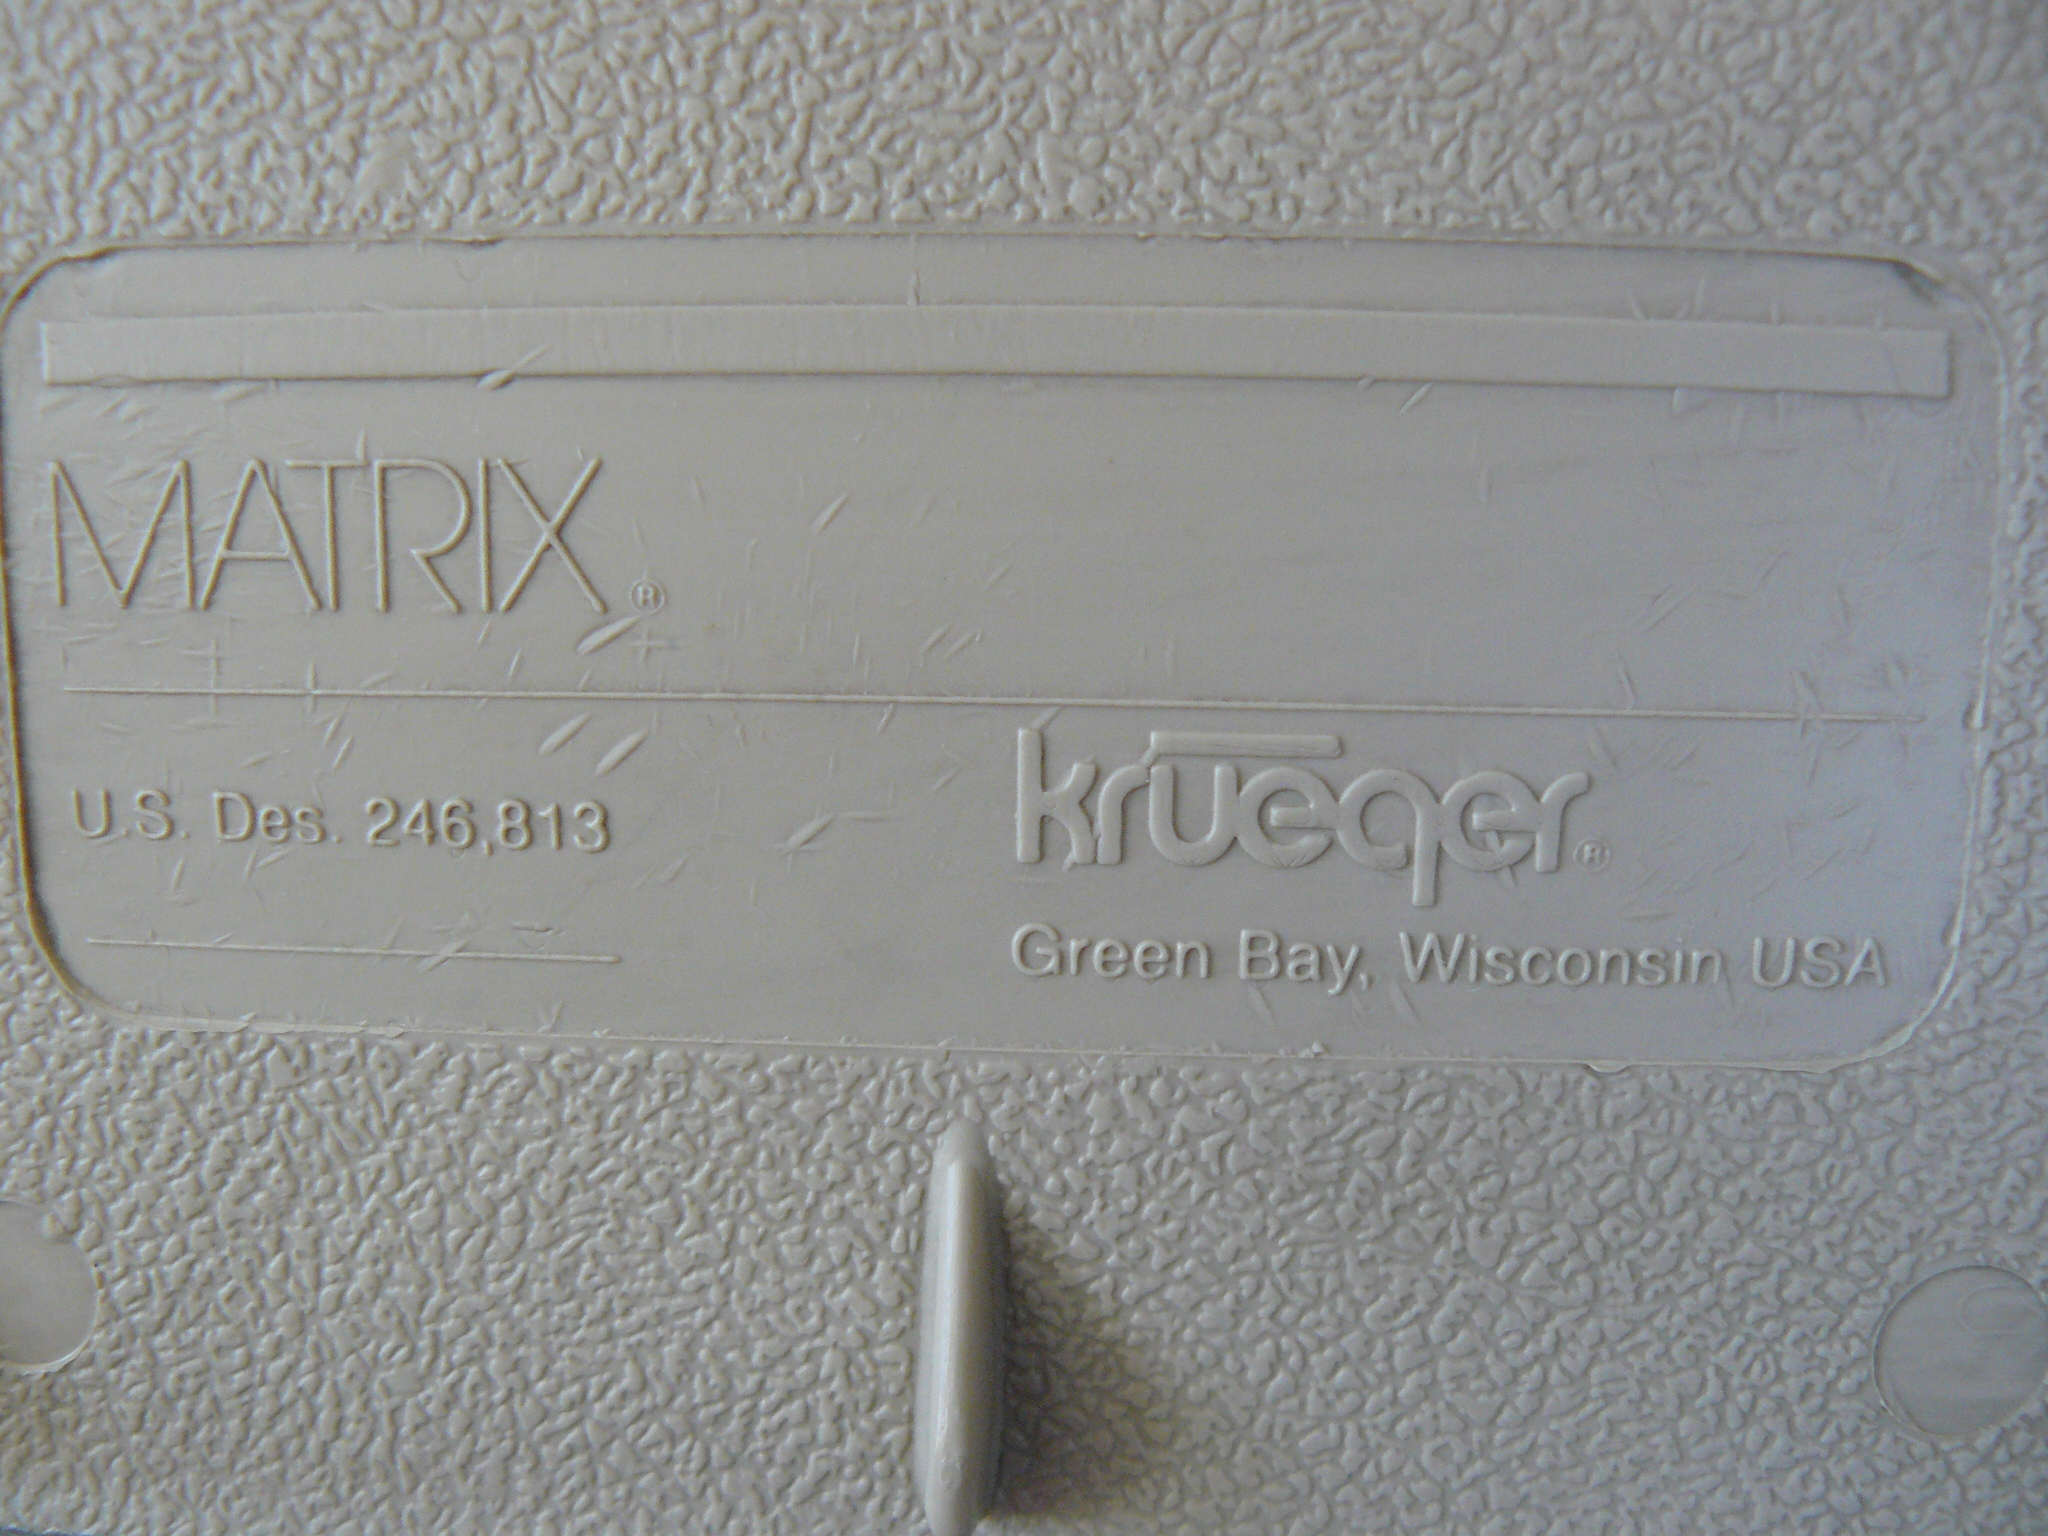 MATRIX®
U.S. Des. 246,813
krueger®
Green Bay, Wisconsin USA